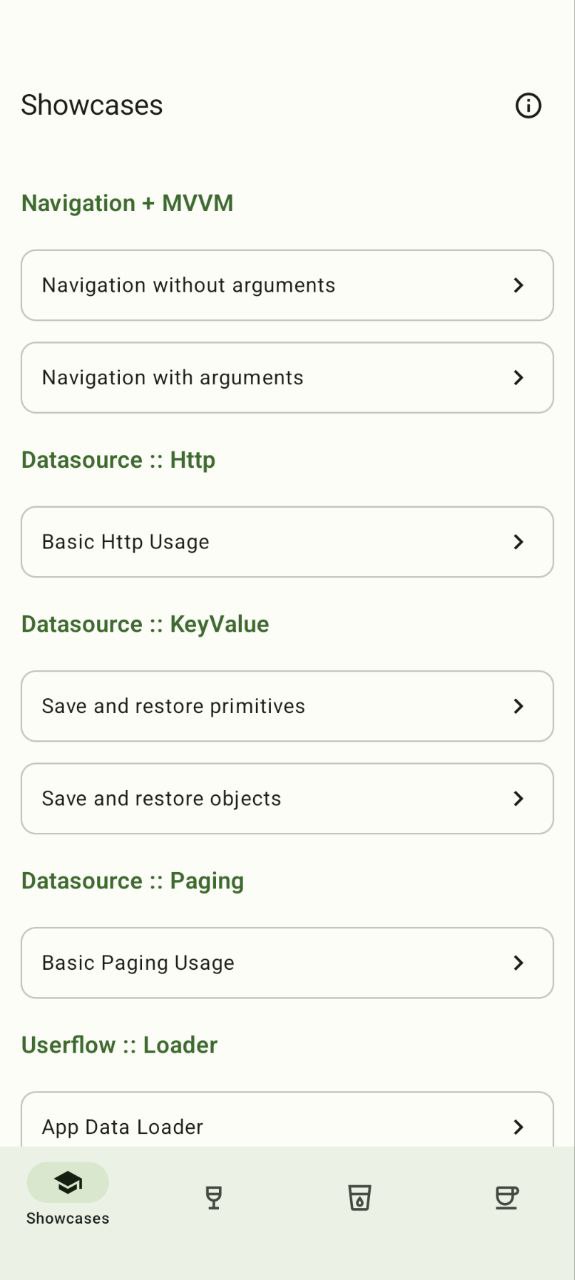 Showcases
Navigation + MVVM
Navigation without arguments
Navigation with arguments
Datasource :: Http
Basic Http Usage
Datasource :: KeyValue
Save and restore primitives
Save and restore objects
Datasource :: Paging
Basic Paging Usage
Userflow :: Loader
App Data Loader
Showcases